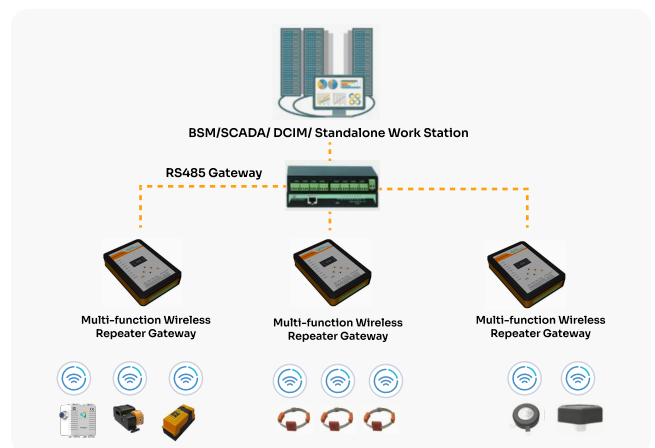 BSM/SCADA/ DCIM/ Standalone Work Station
RS485 Gateway
Multi-function Wireless
Repeater Gateway
Multi-function Wireless
Repeater Gateway
Multi-function Wireless
Repeater Gateway